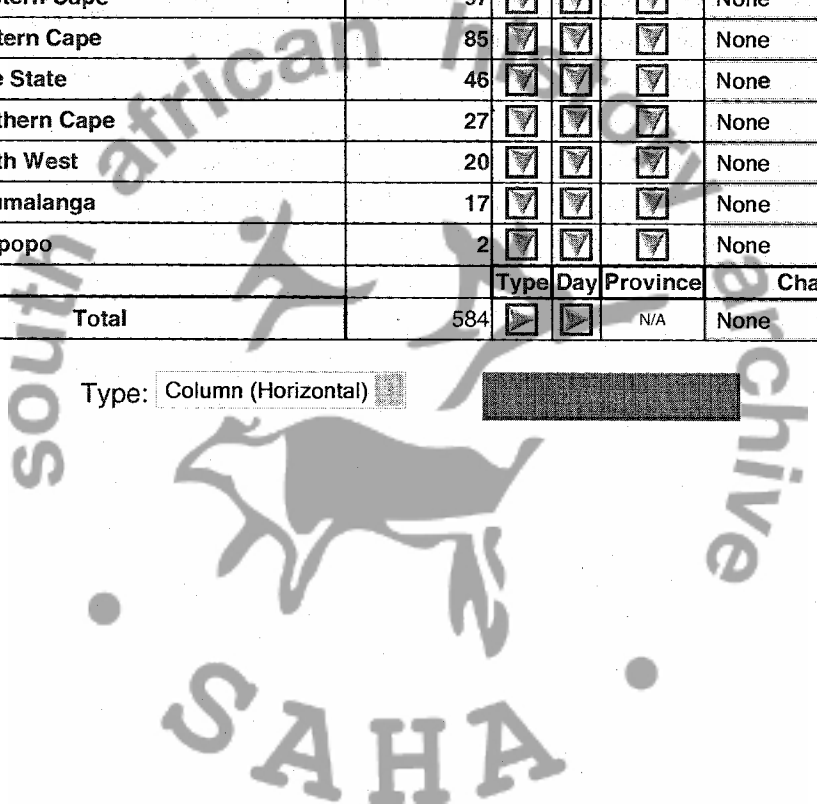 tern Cape 85 None
e State 46 None
thern Cape 27 None
th West 20 None
umalanga 17 None
popo 2 None
Type Day Province Cha
Total 584 N/A None
Type: Column (Horizontal)
south african history archive
SAHA